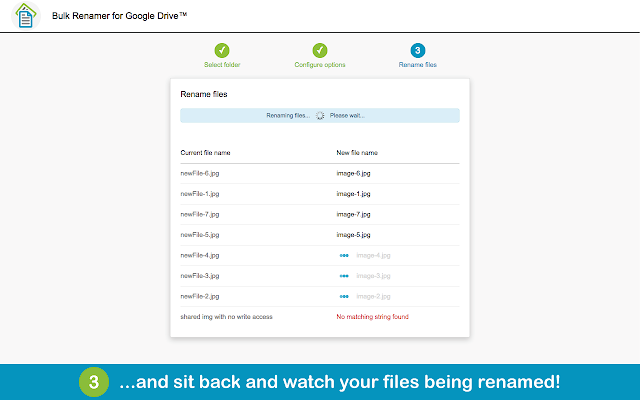 Bulk Renamer for Google Drive™
3
Select folder
Configure options
Rename files
Rename files
Renaming files... Please wait...
Current file name New file name
newFile-6.jpg image-6.jpg
newFile-1.jpg image-1.jpg
newFile-7.jpg image-7.jpg
newFile-5.jpg image-5.jpg
newFile-4.jpg image-4.jpg
newFile-3.jpg image-3.jpg
newFile-2.jpg image-2.jpg
shared img with no write access No matching string found
3 ...and sit back and watch your files being renamed!